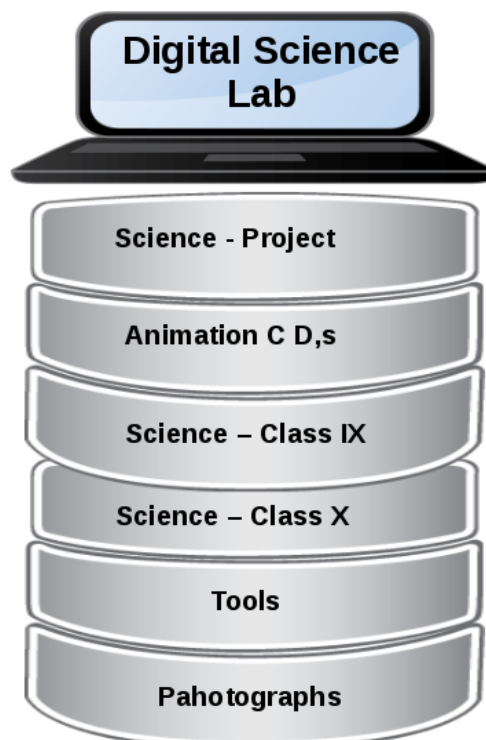 Digital Science
Lab
Science - Project
Animation C D,s
Science – Class IX
Science – Class X
Tools
Pahotographs